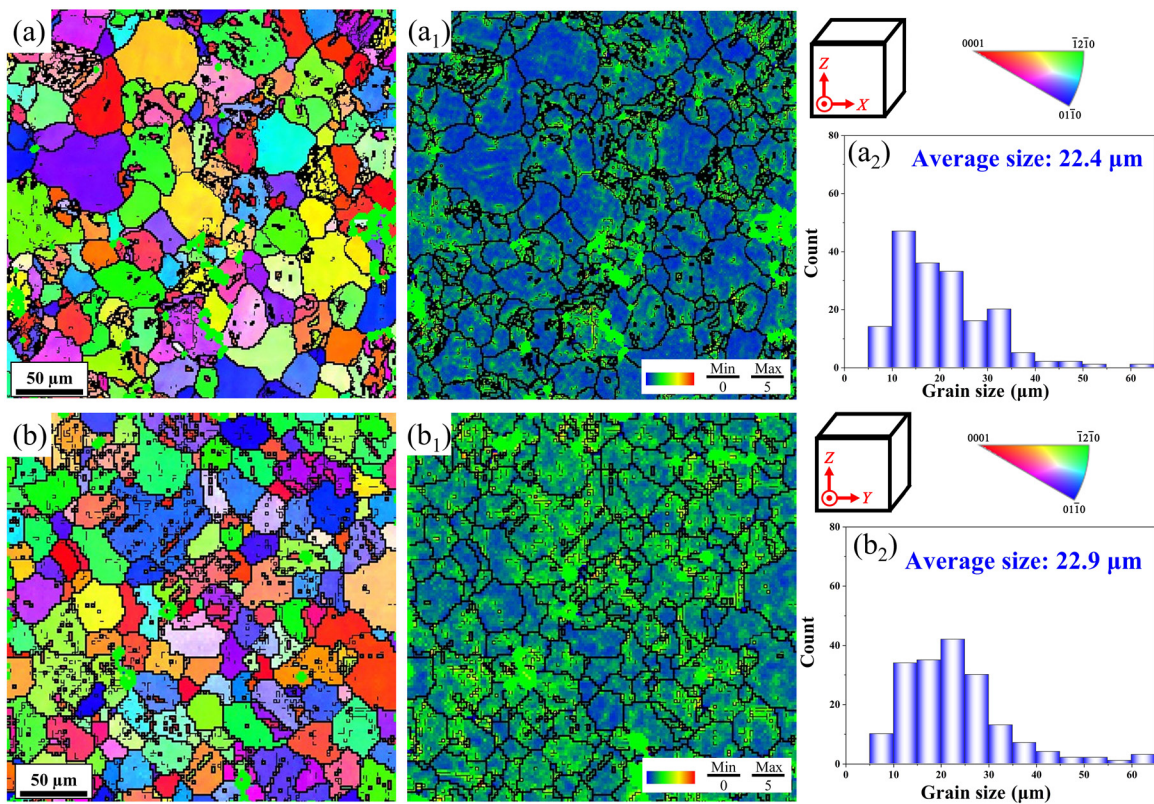 (a)
50 μm
(a₁)
Min Max
0 5
Z
X
0001
1̄21̄0
011̄0
(a₂)
Average size: 22.4 μm
80
60
40
20
0
Count
0 10 20 30 40 50 60
Grain size (μm)
(b)
50 μm
(b₁)
Min Max
0 5
Z
Y
0001
1̄21̄0
011̄0
(b₂)
Average size: 22.9 μm
80
60
40
20
0
Count
0 10 20 30 40 50 60
Grain size (μm)